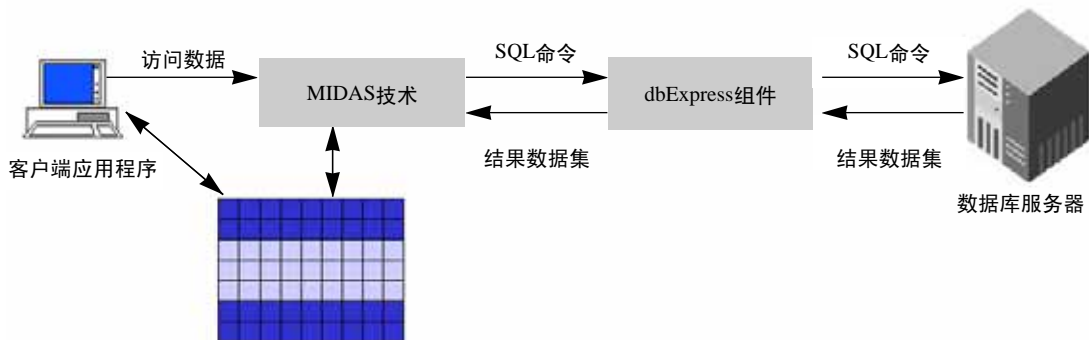 访问数据
SQL命令
SQL命令
MIDAS技术
dbExpress组件
结果数据集
结果数据集
客户端应用程序
数据库服务器